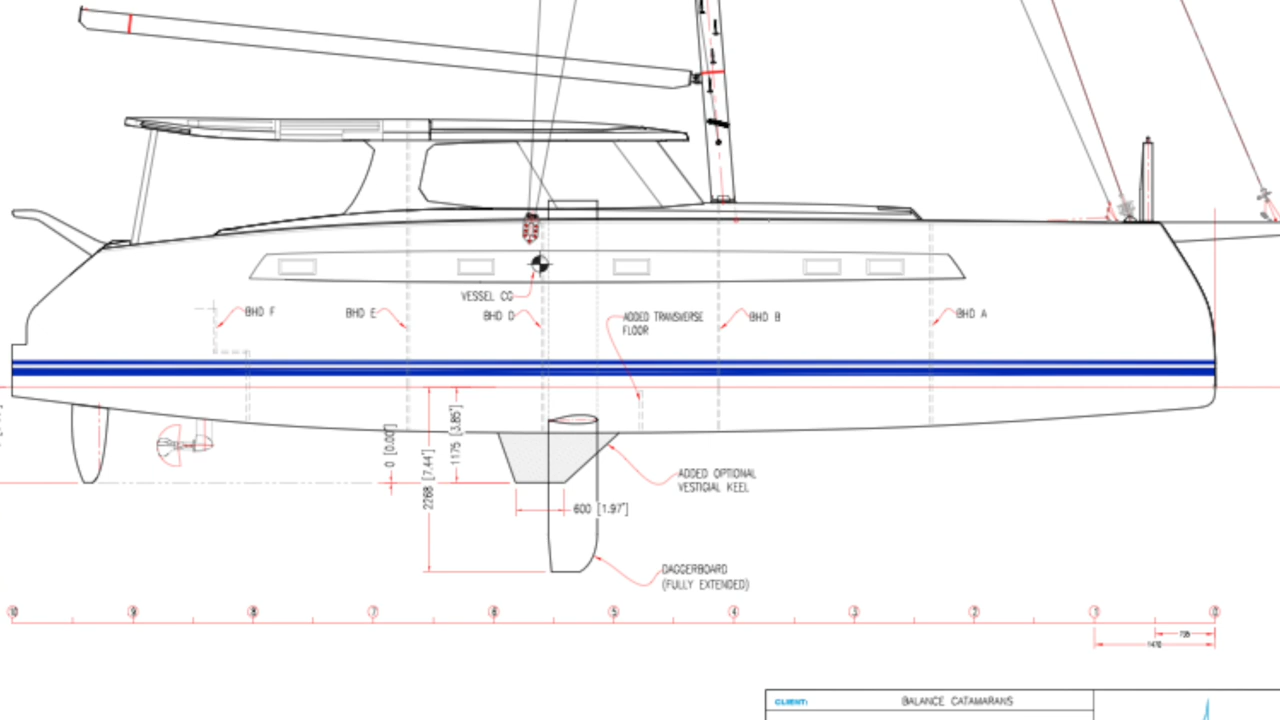 VESSEL CG
BHD F
BHD E
BHD D
ADDED TRANSVERSE
FLOOR
BHD B
BHD A
0 [0.00']
2268 [7.44']
1175 [3.85']
ADDED OPTIONAL
VESTIGIAL KEEL
600 [1.97']
DAGGERBOARD
(FULLY EXTENDED)
10 9 8 7 6 5 4 3 2 1 0
735
1470
CLIENT: BALANCE CATAMARANS